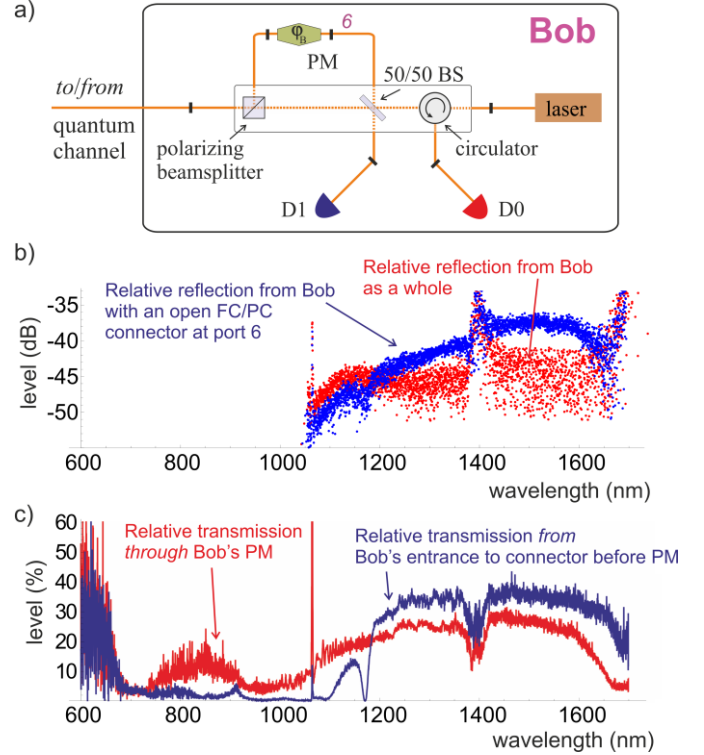 a)
6
Bob
φB
PM
50/50 BS
to/from
quantum
channel
laser
polarizing
beamsplitter
circulator
D1
D0
b)
Relative reflection from Bob
as a whole
Relative reflection from Bob
with an open FC/PC
connector at port 6
level (dB)
-35
-40
-45
-50
600 800 1000 1200 1400 1600
wavelength (nm)
c)
Relative transmission
through Bob's PM
Relative transmission from
Bob's entrance to connector before PM
level (%)
60
50
40
30
20
10
600 800 1000 1200 1400 1600
wavelength (nm)